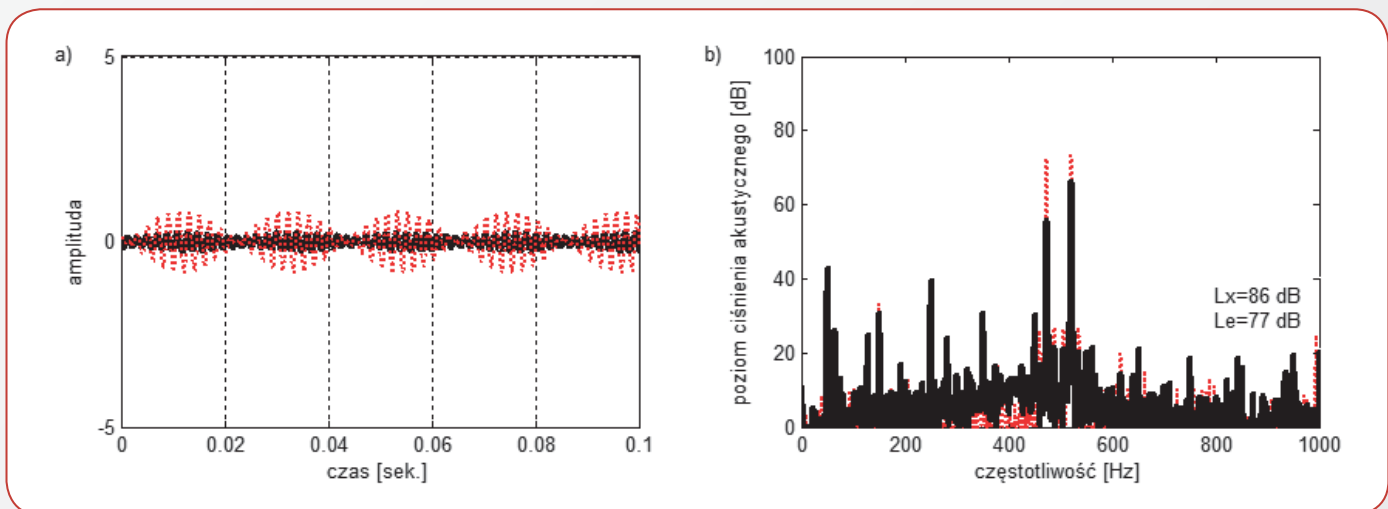 a)
5
0
-5
amplituda
0 0.02 0.04 0.06 0.08 0.1
czas [sek.]
b)
100
80
60
40
20
0
poziom ciśnienia akustycznego [dB]
Lx=86 dB
Le=77 dB
0 200 400 600 800 1000
częstotliwość [Hz]